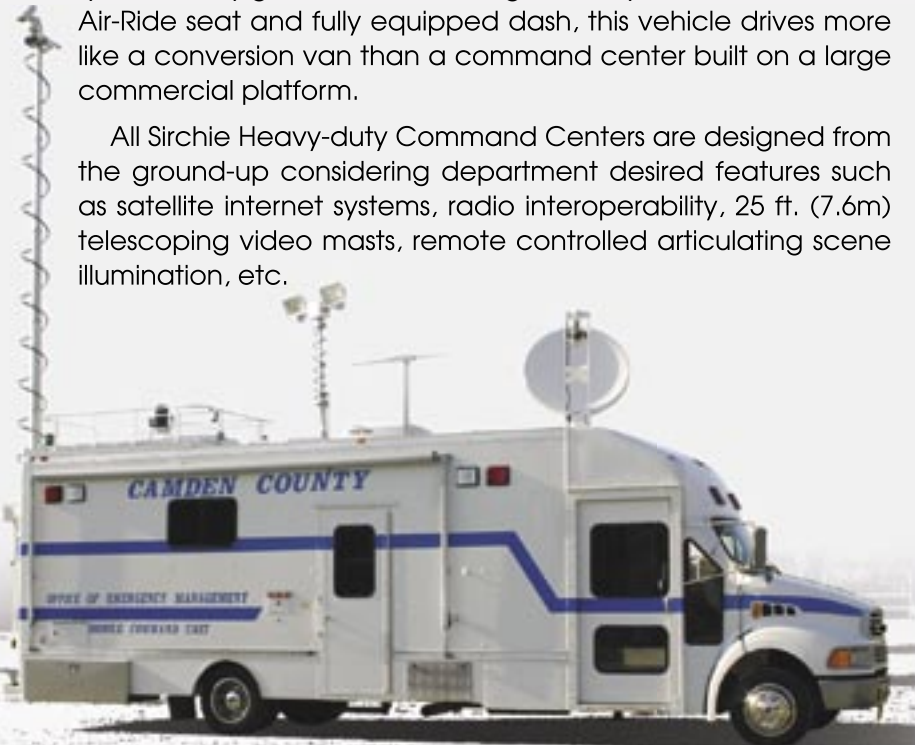 Air-Ride seat and fully equipped dash, this vehicle drives more
like a conversion van than a command center built on a large
commercial platform.
All Sirchie Heavy-duty Command Centers are designed from
the ground-up considering department desired features such
as satellite internet systems, radio interoperability, 25 ft. (7.6m)
telescoping video masts, remote controlled articulating scene
illumination, etc.
CAMDEN COUNTY
OFFICE OF EMERGENCY MANAGEMENT
MOBILE COMMAND UNIT